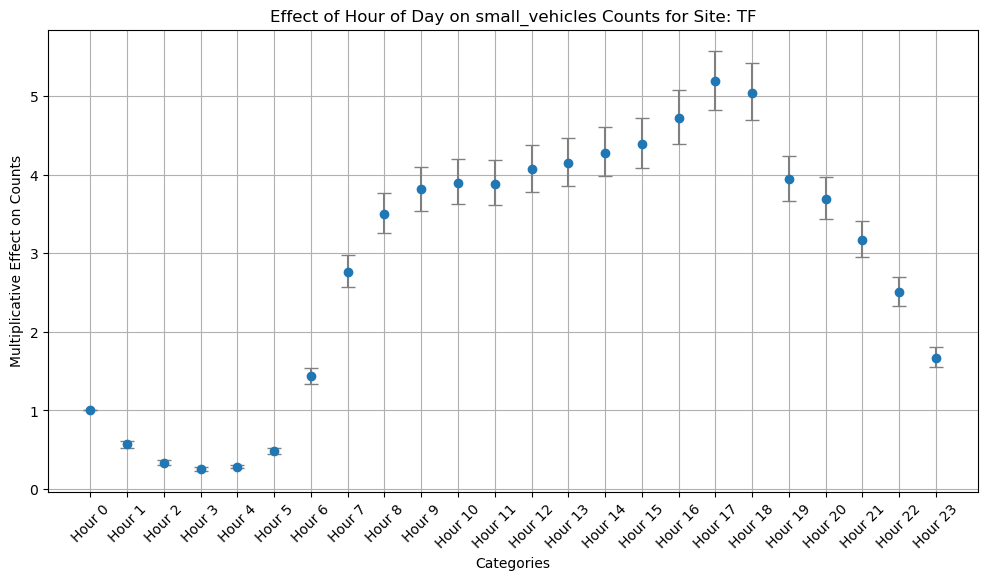 Effect of Hour of Day on small_vehicles Counts for Site: TF
Multiplicative Effect on Counts
5
4
3
2
1
0
Hour 0
Hour 1
Hour 2
Hour 3
Hour 4
Hour 5
Hour 6
Hour 7
Hour 8
Hour 9
Hour 10
Hour 11
Hour 12
Hour 13
Hour 14
Hour 15
Hour 16
Hour 17
Hour 18
Hour 19
Hour 20
Hour 21
Hour 22
Hour 23
Categories